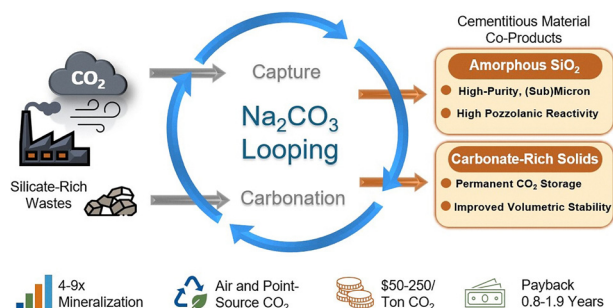 Cementitious Material
Co-Products
CO₂
Silicate-Rich
Wastes
Capture
Na₂CO₃
Looping
Carbonation
Amorphous SiO₂
High-Purity, (Sub)Micron
High Pozzolanic Reactivity
Carbonate-Rich Solids
Permanent CO₂ Storage
Improved Volumetric Stability
4-9x
Mineralization
Air and Point-
Source CO₂
$50-250/
Ton CO₂
Payback
0.8-1.9 Years